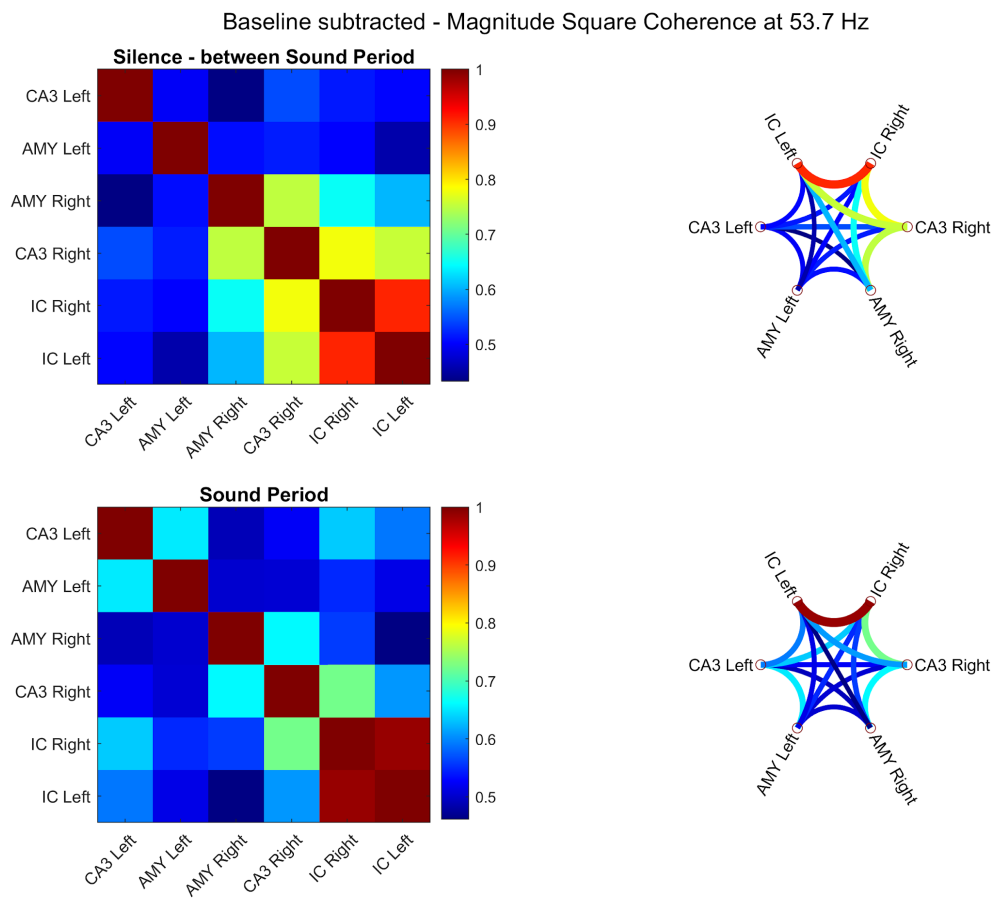 Baseline subtracted - Magnitude Square Coherence at 53.7 Hz
Silence - between Sound Period
CA3 Left
AMY Left
AMY Right
CA3 Right
IC Right
IC Left
CA3 Left
AMY Left
AMY Right
CA3 Right
IC Right
IC Left
1
0.9
0.8
0.7
0.6
0.5
IC Left
IC Right
CA3 Left
CA3 Right
AMY Left
AMY Right
Sound Period
CA3 Left
AMY Left
AMY Right
CA3 Right
IC Right
IC Left
CA3 Left
AMY Left
AMY Right
CA3 Right
IC Right
IC Left
1
0.9
0.8
0.7
0.6
0.5
IC Left
IC Right
CA3 Left
CA3 Right
AMY Left
AMY Right